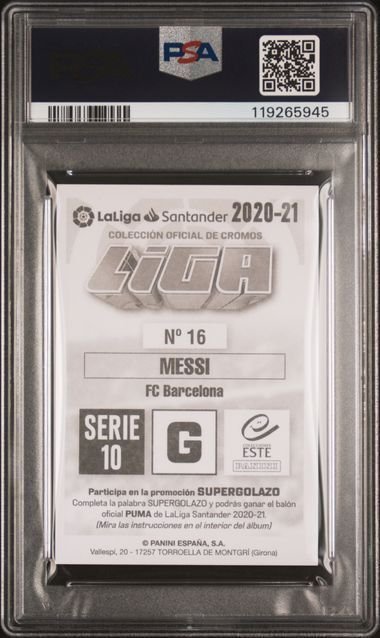 PSA
119265945
LaLiga Santander 2020-21
COLECCIÓN OFICIAL DE CROMOS
LiGA
Nº 16
MESSI
FC Barcelona
SERIE
10
G
COLECCIONES
ESTE
PANINI
Participa en la promoción SUPERGOLAZO
Completa la palabra SUPERGOLAZO y podrás ganar el balón
oficial PUMA de LaLiga Santander 2020-21.
(Mira las instrucciones en el interior del álbum)
© PANINI ESPAÑA, S.A.
Vallespí, 20 - 17257 TORROELLA DE MONTGRÍ (Girona)